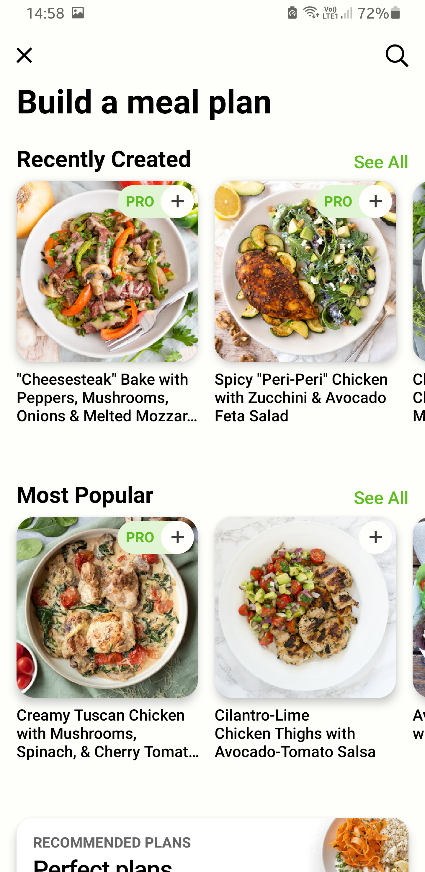 14:58 Vo)) LTE1 72%
Build a meal plan
Recently Created See All
PRO +
PRO +
"Cheesesteak" Bake with
Peppers, Mushrooms,
Onions & Melted Mozzar...
Spicy "Peri-Peri" Chicken
with Zucchini & Avocado
Feta Salad
Most Popular See All
PRO +
+
Creamy Tuscan Chicken
with Mushrooms,
Spinach, & Cherry Tomat...
Cilantro-Lime
Chicken Thighs with
Avocado-Tomato Salsa
RECOMMENDED PLANS
Perfect plans